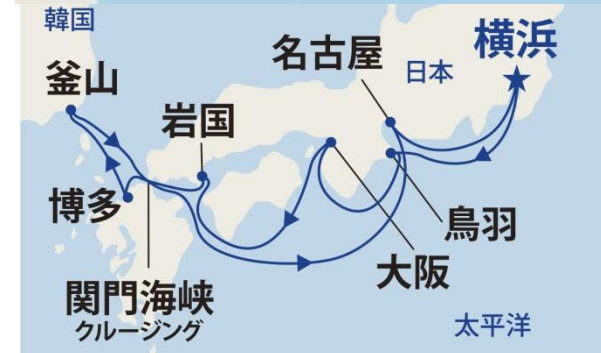 韓国
釜山
名古屋
日本
横浜
岩国
博多
鳥羽
大阪
関門海峡
クルージング
太平洋